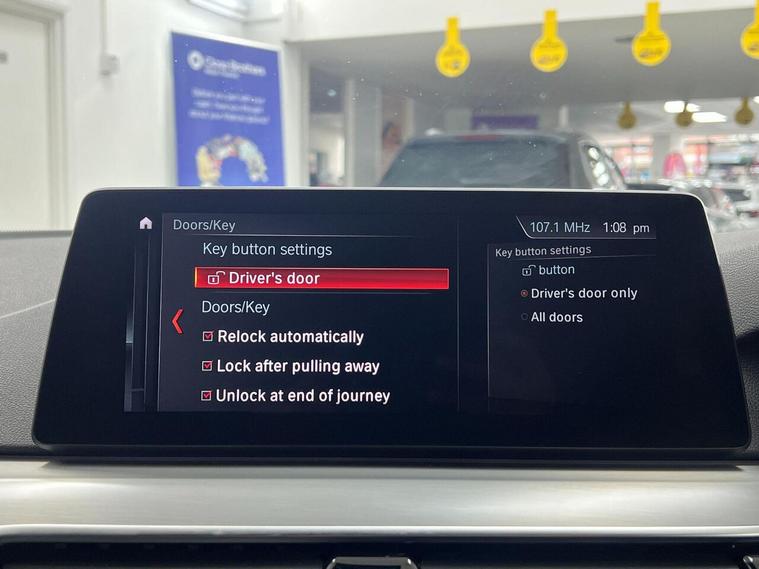 Doors/Key
107.1 MHz 1:08 pm
Key button settings
Driver's door
Doors/Key
Relock automatically
Lock after pulling away
Unlock at end of journey
Key button settings
button
Driver's door only
All doors